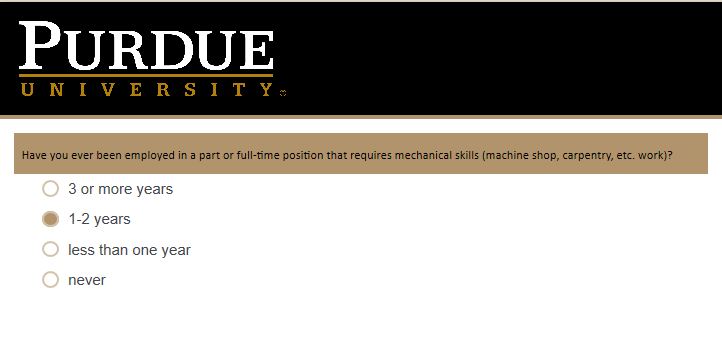 PURDUE
UNIVERSITY
Have you ever been employed in a part or full-time position that requires mechanical skills (machine shop, carpentry, etc. work)?
3 or more years
1-2 years
less than one year
never